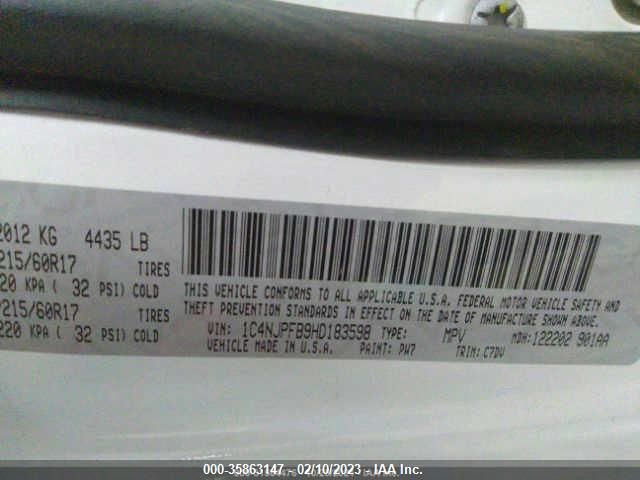 2012 KG 4435 LB
215/60R17 TIRES
20 KPA ( 32 PSI) COLD
215/60R17 TIRES
220 KPA ( 32 PSI) COLD
THIS VEHICLE CONFORMS TO ALL APPLICABLE U.S.A. FEDERAL MOTOR VEHICLE SAFETY AND
THEFT PREVENTION STANDARDS IN EFFECT ON THE DATE OF MANUFACTURE SHOWN ABOVE.
VIN: 1C4NJPFB9HD183598 TYPE: MPV MDH: 122202 901AA
VEHICLE MADE IN U.S.A. PAINT: PW7 TRIM: C7DV
000-35863147 - 02/10/2023 - IAA Inc.